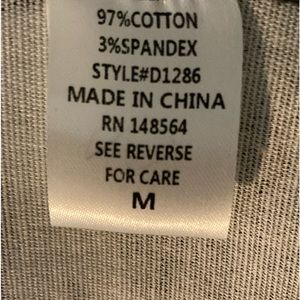 97%COTTON
3%SPANDEX
STYLE#D1286
MADE IN CHINA
RN 148564
SEE REVERSE
FOR CARE
M